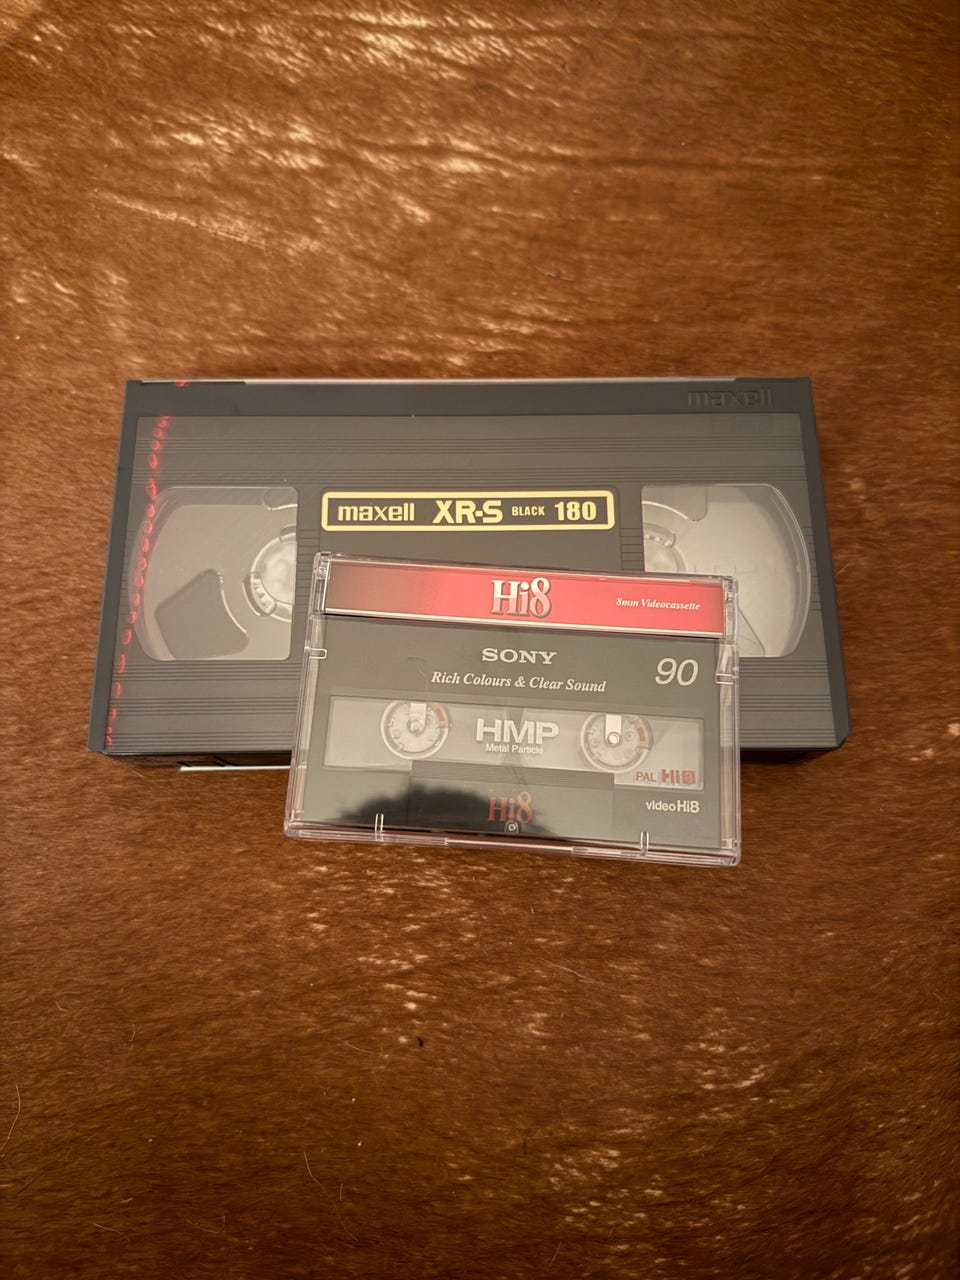 maxell
maxell XR-S BLACK 180
Hi8 8mm Videocassette
SONY
90
Rich Colours & Clear Sound
HMP
Metal Particle
PAL Hi8
Hi8
video Hi8